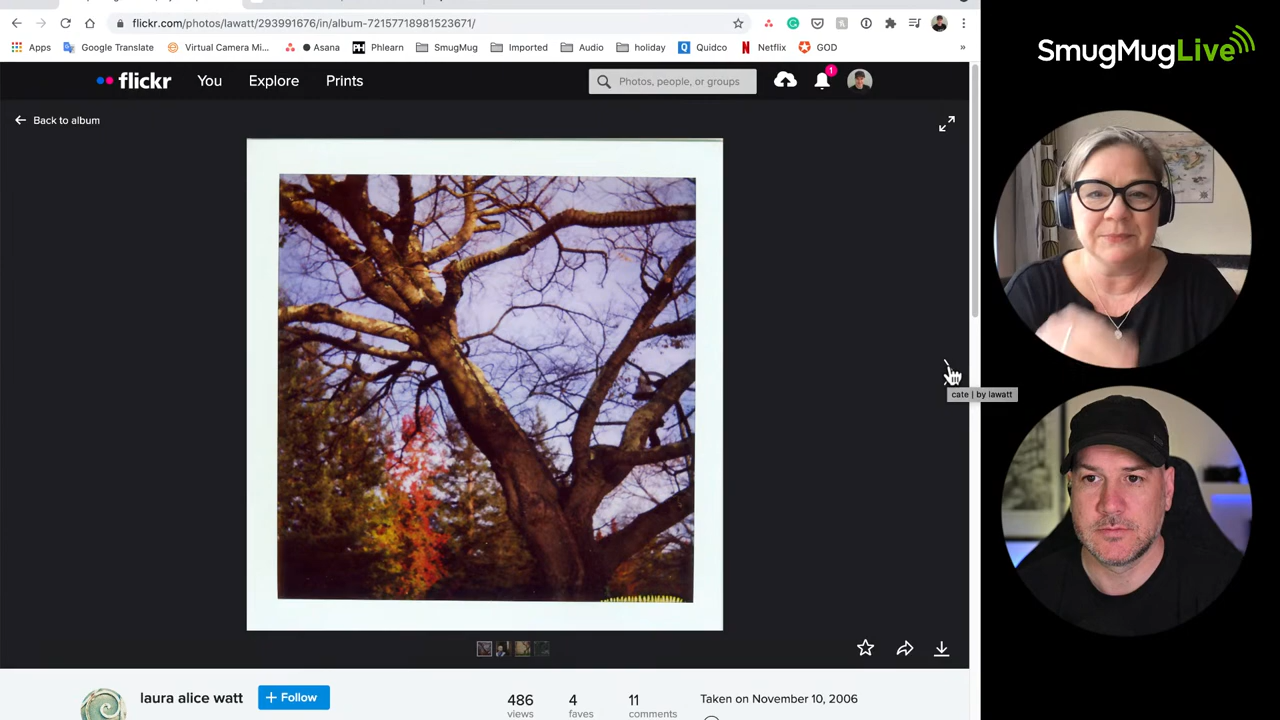 flickr.com/photos/lawatt/293991676/in/album-72157718981523671/
Apps Google Translate Virtual Camera Mi... Asana PH Phlearn SmugMug Imported Audio holiday Q Quidco N Netflix GOD »
flickr You Explore Prints Photos, people, or groups 1
SmugMugLive
Back to album
cate | by lawatt
laura alice watt + Follow
486 views
4 faves
11 comments
Taken on November 10, 2006